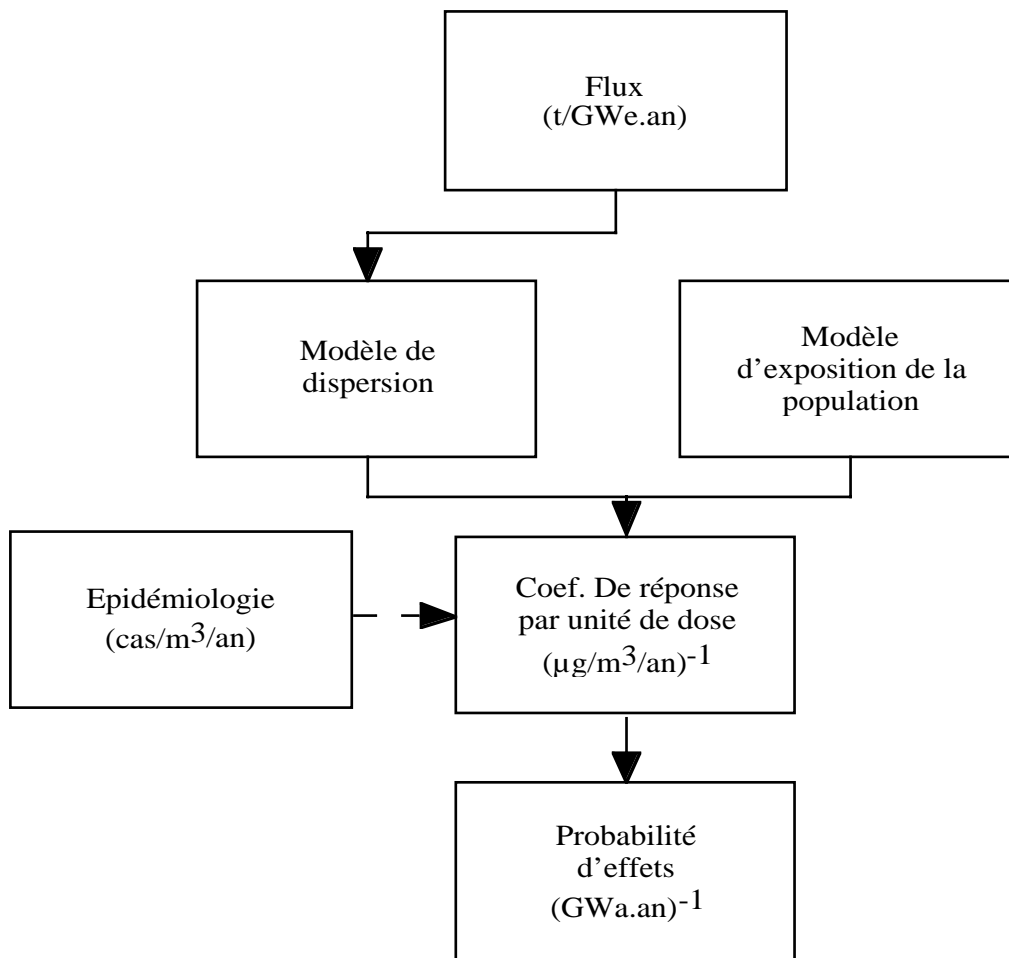 Flux
(t/GWe.an)
Modèle de
dispersion
Modèle
d’exposition de la
population
Epidémiologie
(cas/m3/an)
Coef. De réponse
par unité de dose
(µg/m3/an)-1
Probabilité
d’effets
(GWa.an)-1